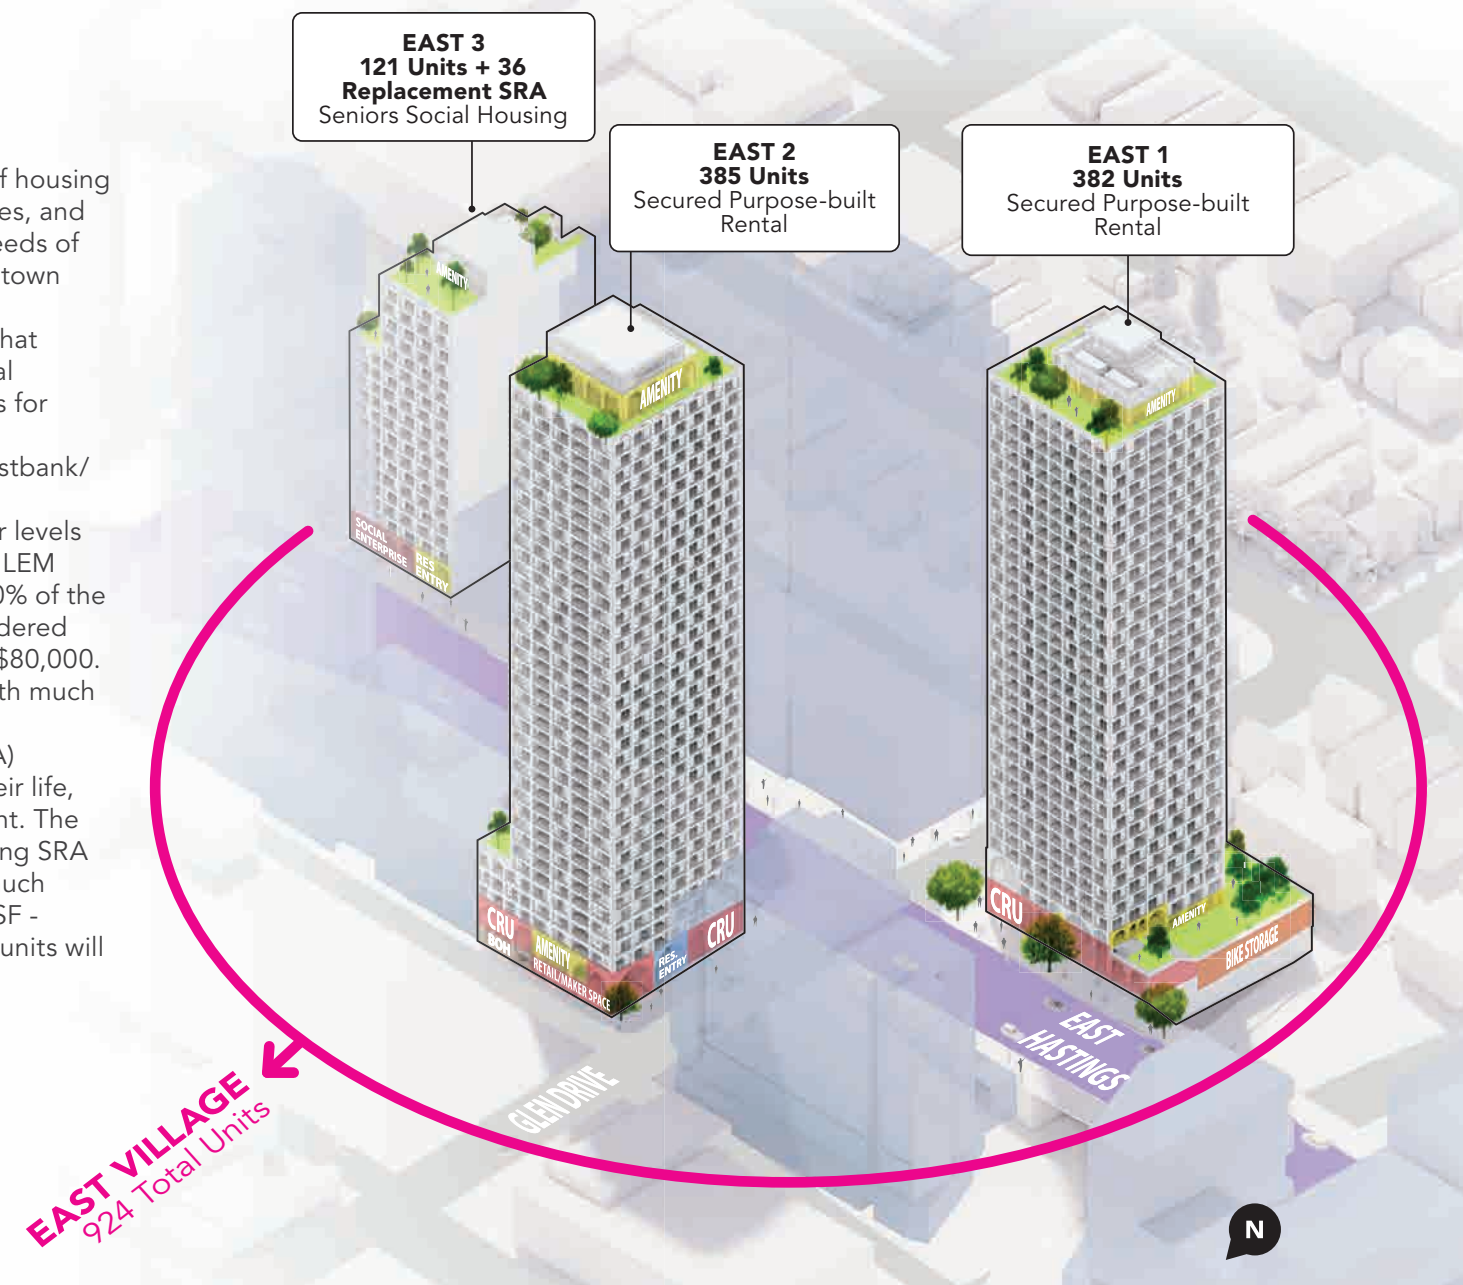 EAST 3
121 Units + 36
Replacement SRA
Seniors Social Housing
EAST 2
385 Units
Secured Purpose-built
Rental
EAST 1
382 Units
Secured Purpose-built
Rental
f housing
es, and
eeds of
town
hat
al
s for
stbank/
r levels
LEM
0% of the
dered
$80,000.
th much
A)
eir life,
nt. The
ng SRA
uch
SF -
units will
AMENITY
SOCIAL
ENTERPRISE
RES
ENTRY
AMENITY
CRU
BOH
AMENITY
RETAIL/MAKER SPACE
RES.
ENTRY
CRU
AMENITY
CRU
AMENITY
BIKE STORAGE
EAST
HASTINGS
GLEN DRIVE
EAST VILLAGE
924 Total Units
N